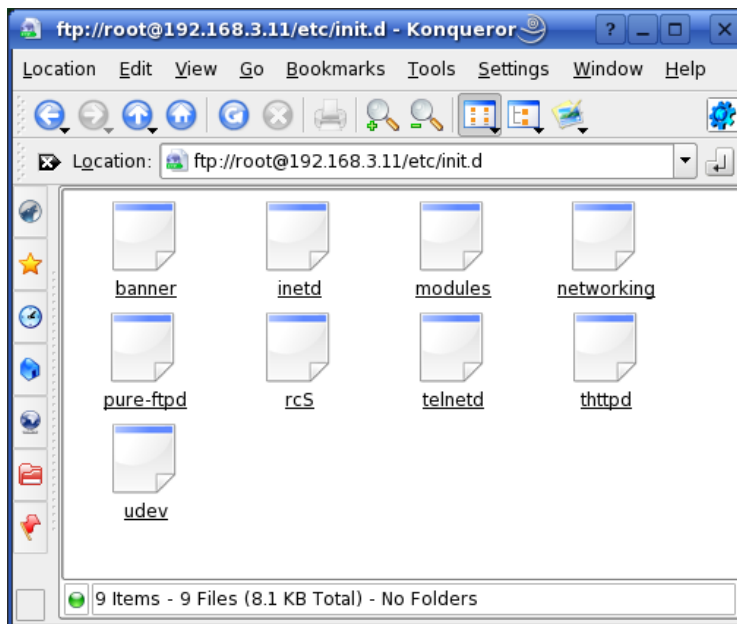 ftp://root@192.168.3.11/etc/init.d - Konqueror
Location Edit View Go Bookmarks Tools Settings Window Help
Location: ftp://root@192.168.3.11/etc/init.d
banner inetd modules networking
pure-ftpd rcS telnetd thttpd
udev
9 Items - 9 Files (8.1 KB Total) - No Folders